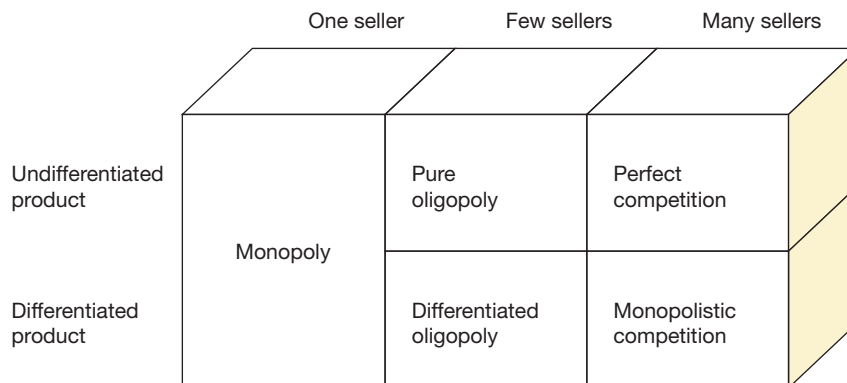 One seller
Few sellers
Many sellers
Undifferentiated
product
Pure
oligopoly
Perfect
competition
Monopoly
Differentiated
product
Differentiated
oligopoly
Monopolistic
competition